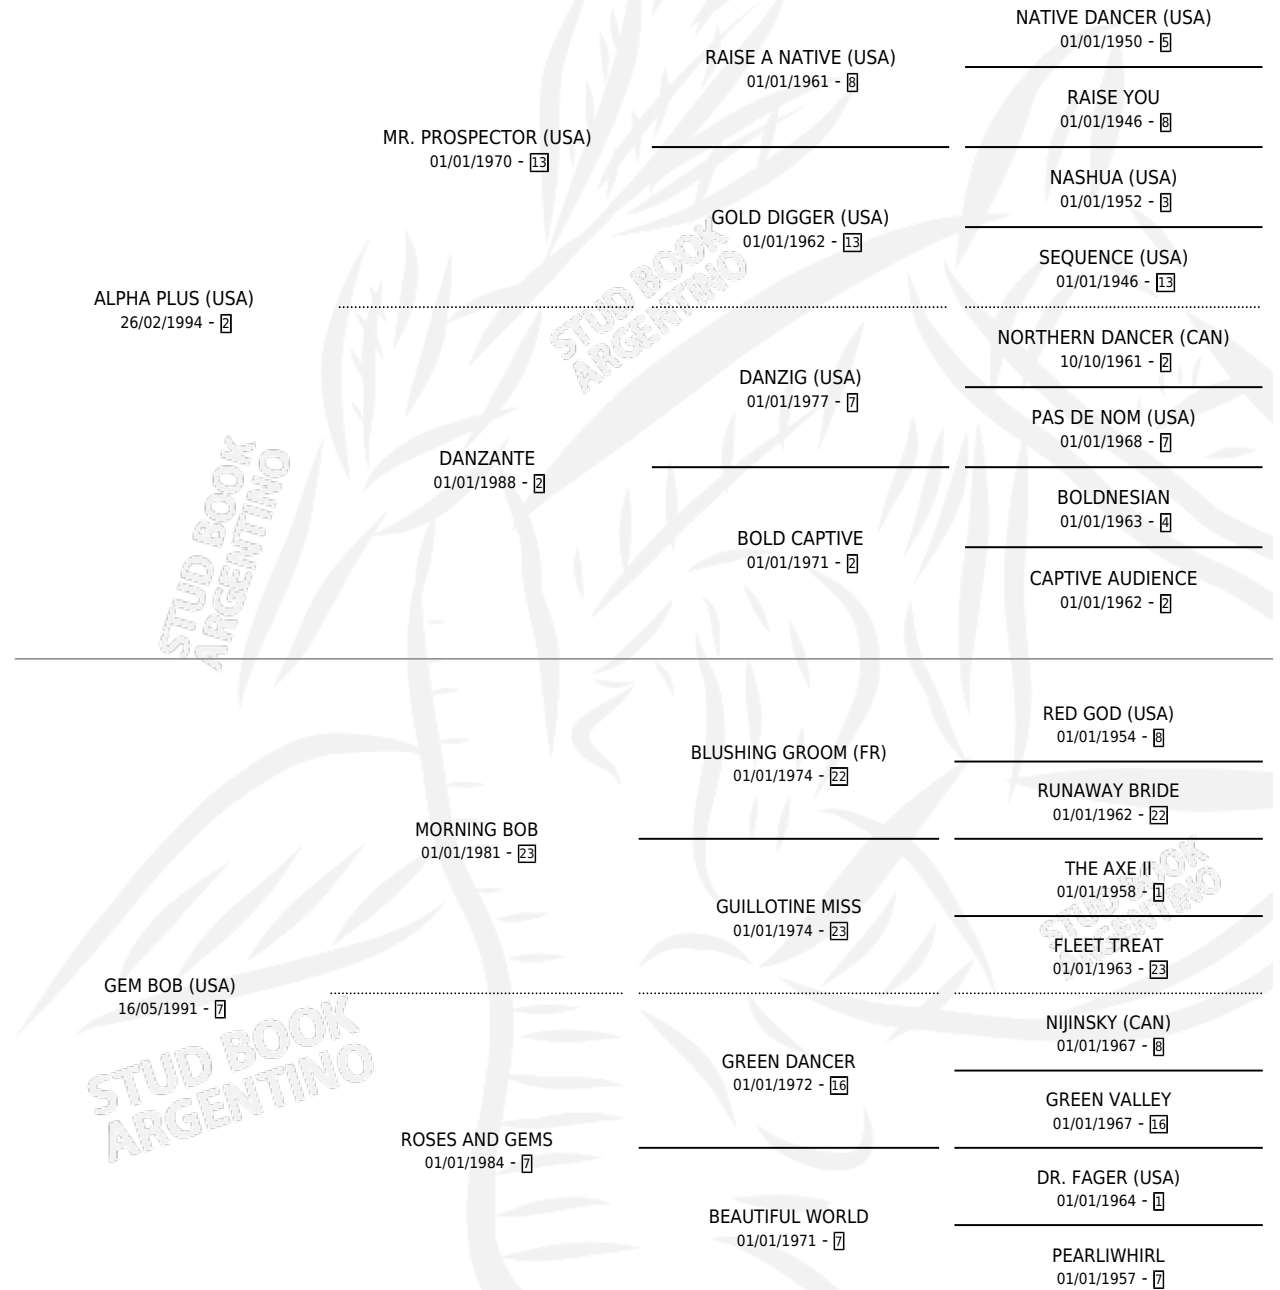 NATIVE DANCER (USA)
01/01/1950 - 5
RAISE A NATIVE (USA)
01/01/1961 - 8
RAISE YOU
01/01/1946 - 8
MR. PROSPECTOR (USA)
01/01/1970 - 13
NASHUA (USA)
01/01/1952 - 3
GOLD DIGGER (USA)
01/01/1962 - 13
SEQUENCE (USA)
01/01/1946 - 13
ALPHA PLUS (USA)
26/02/1994 - 2
STUD BOOK
ARGENTINO
NORTHERN DANCER (CAN)
10/10/1961 - 2
DANZIG (USA)
01/01/1977 - 7
PAS DE NOM (USA)
01/01/1968 - 7
DANZANTE
01/01/1988 - 2
STUD BOOK
ARGENTINO
BOLDNESIAN
01/01/1963 - 4
BOLD CAPTIVE
01/01/1971 - 2
CAPTIVE AUDIENCE
01/01/1962 - 2
RED GOD (USA)
01/01/1954 - 8
BLUSHING GROOM (FR)
01/01/1974 - 22
RUNAWAY BRIDE
01/01/1962 - 22
MORNING BOB
01/01/1981 - 23
THE AXE II
01/01/1958 - 1
STUD BOOK
ARGENTINO
GUILLOTINE MISS
01/01/1974 - 23
FLEET TREAT
01/01/1963 - 23
GEM BOB (USA)
16/05/1991 - 7
STUD BOOK
ARGENTINO
NIJINSKY (CAN)
01/01/1967 - 8
GREEN DANCER
01/01/1972 - 16
GREEN VALLEY
01/01/1967 - 16
ROSES AND GEMS
01/01/1984 - 7
DR. FAGER (USA)
01/01/1964 - 1
BEAUTIFUL WORLD
01/01/1971 - 7
PEARLIWHIRL
01/01/1957 - 7